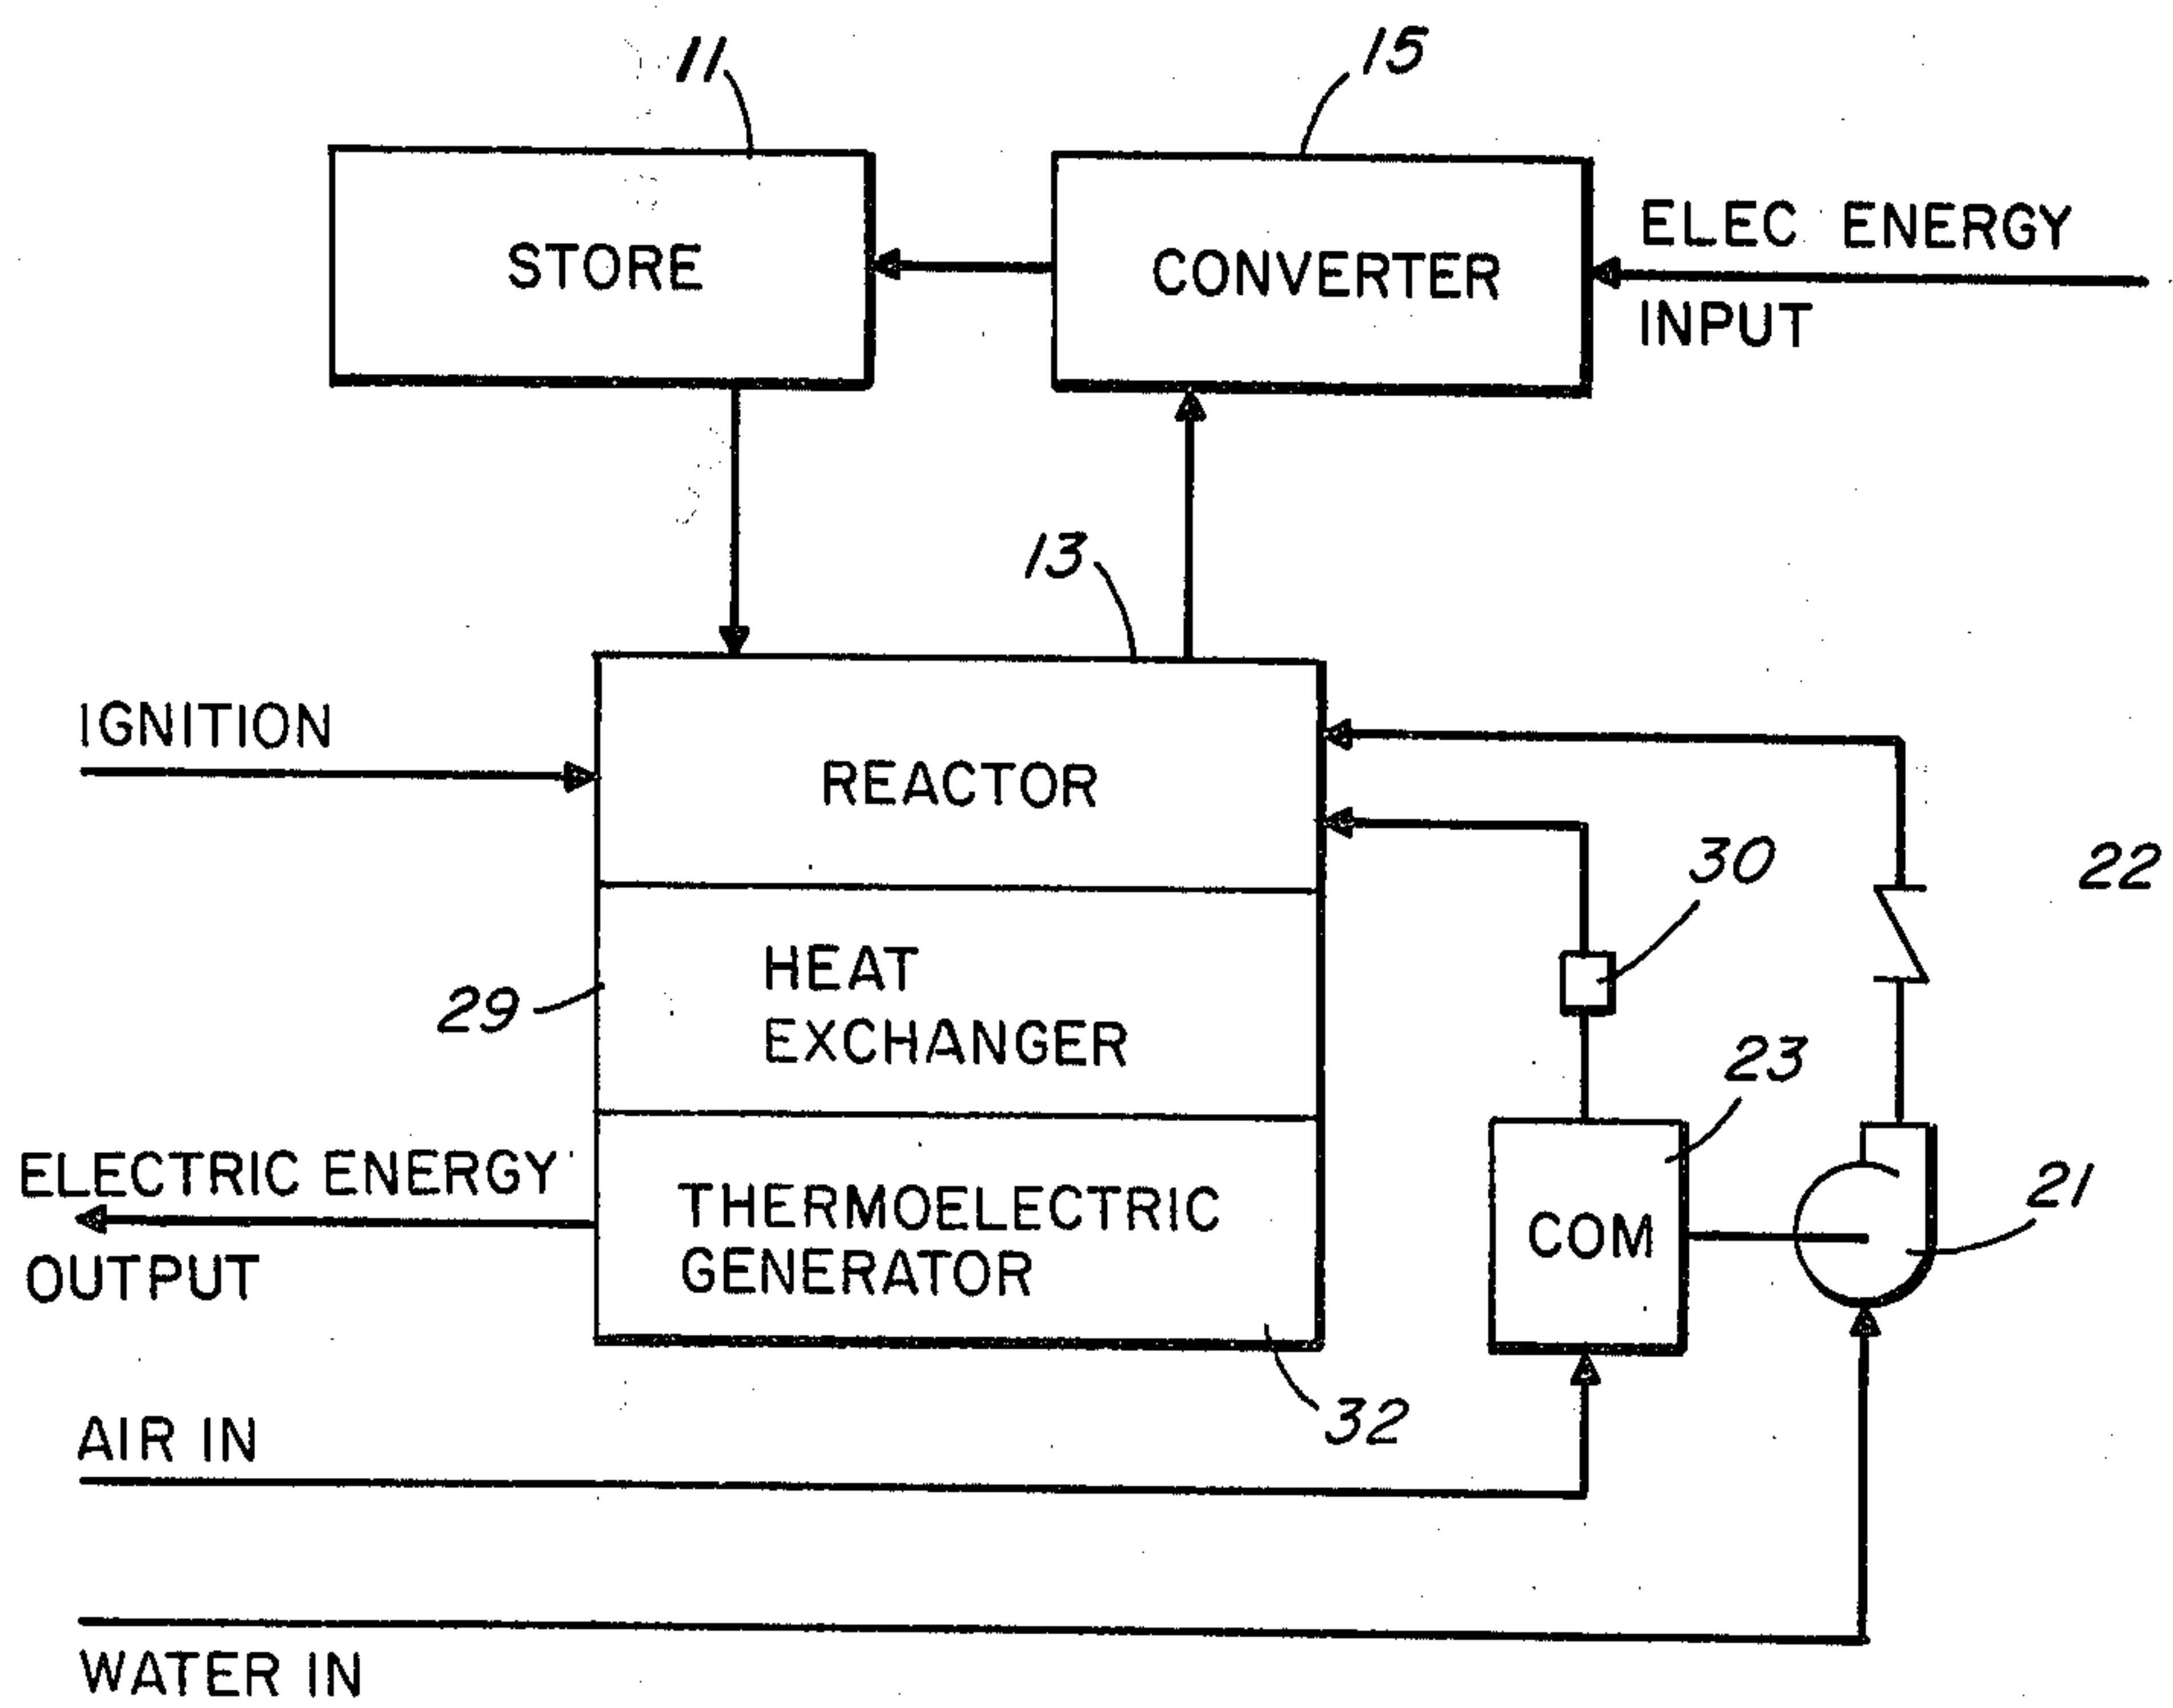 11
15
STORE
CONVERTER
ELEC ENERGY
INPUT
13
IGNITION
REACTOR
30
22
HEAT
EXCHANGER
29
23
ELECTRIC ENERGY
OUTPUT
THERMOELECTRIC
GENERATOR
COM
21
32
AIR IN
WATER IN